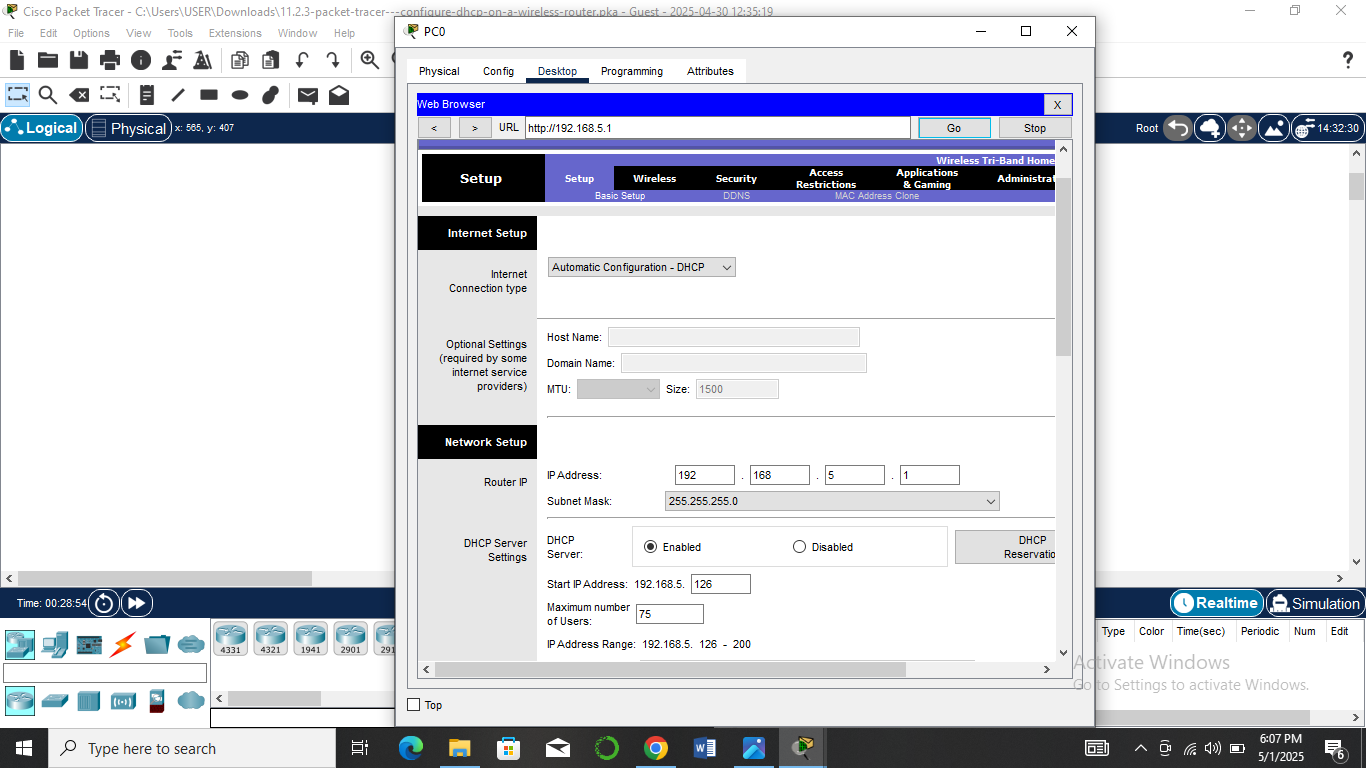 Cisco Packet Tracer - C:\Users\USER\Downloads\11.2.3-packet-tracer---configure-dhcp-on-a-wireless-router.pka - Guest - 2025-04-30 12:35:19
File Edit Options View Tools Extensions Window Help
PC0
Physical Config Desktop Programming Attributes
Web Browser X
< > URL http://192.168.5.1 Go Stop
Logical Physical x: 565, y: 407
Root 14:32:30
Wireless Tri-Band Home
Setup
Setup Wireless Security Access Restrictions Applications & Gaming Administrat
Basic Setup DDNS MAC Address Clone
Internet Setup
Internet Connection type
Automatic Configuration - DHCP
Optional Settings
(required by some
internet service
providers)
Host Name:
Domain Name:
MTU: Size: 1500
Network Setup
Router IP
IP Address: 192 . 168 . 5 . 1
Subnet Mask: 255.255.255.0
DHCP Server
Settings
DHCP
Server:
Enabled Disabled
DHCP
Reservatio
Start IP Address: 192.168.5. 126
Maximum number
of Users: 75
IP Address Range: 192.168.5. 126 - 200
Top
Time: 00:28:54
Realtime Simulation
4331 4321 1941 2901 291
Type Color Time(sec) Periodic Num Edit
Activate Windows
Go to Settings to activate Windows.
Type here to search
6:07 PM
5/1/2025
6